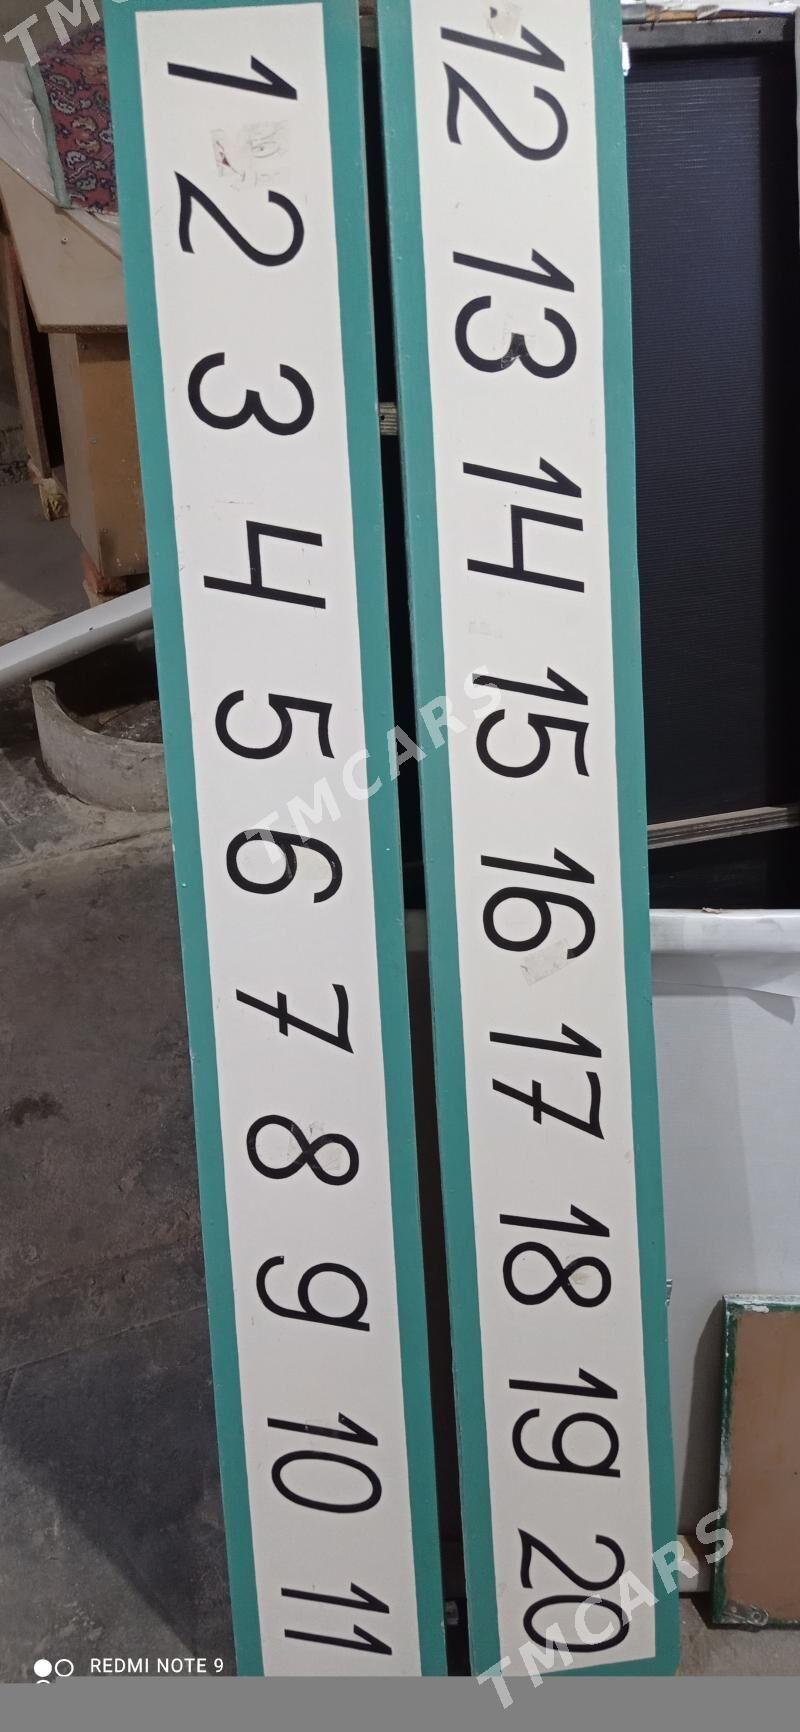 1 2 3 4 5 6 7 8 9 10 11
12 13 14 15 16 17 18 19 20
TMCARS
TMCARS
TMCARS
REDMI NOTE 9